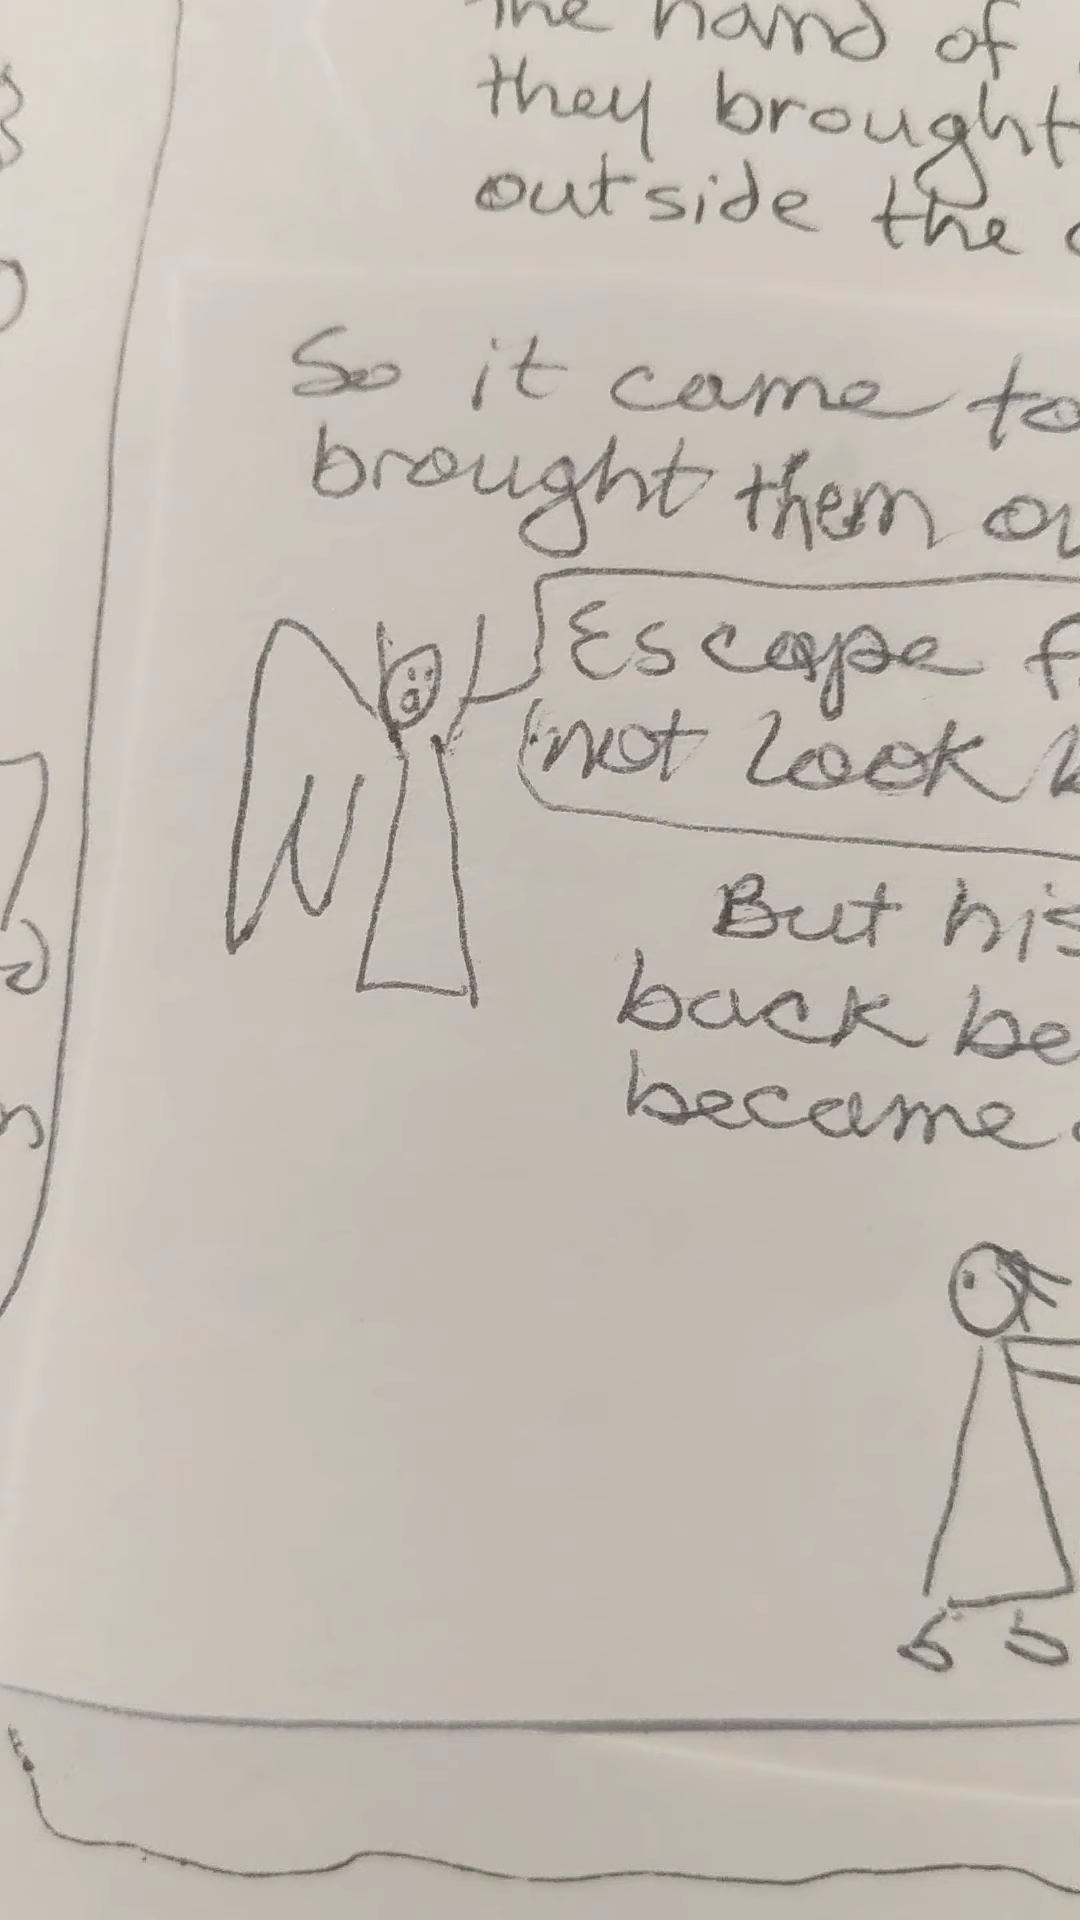 the hand of
they brought
outside the
So it came to
brought them
Escape
not look
But his
back
became